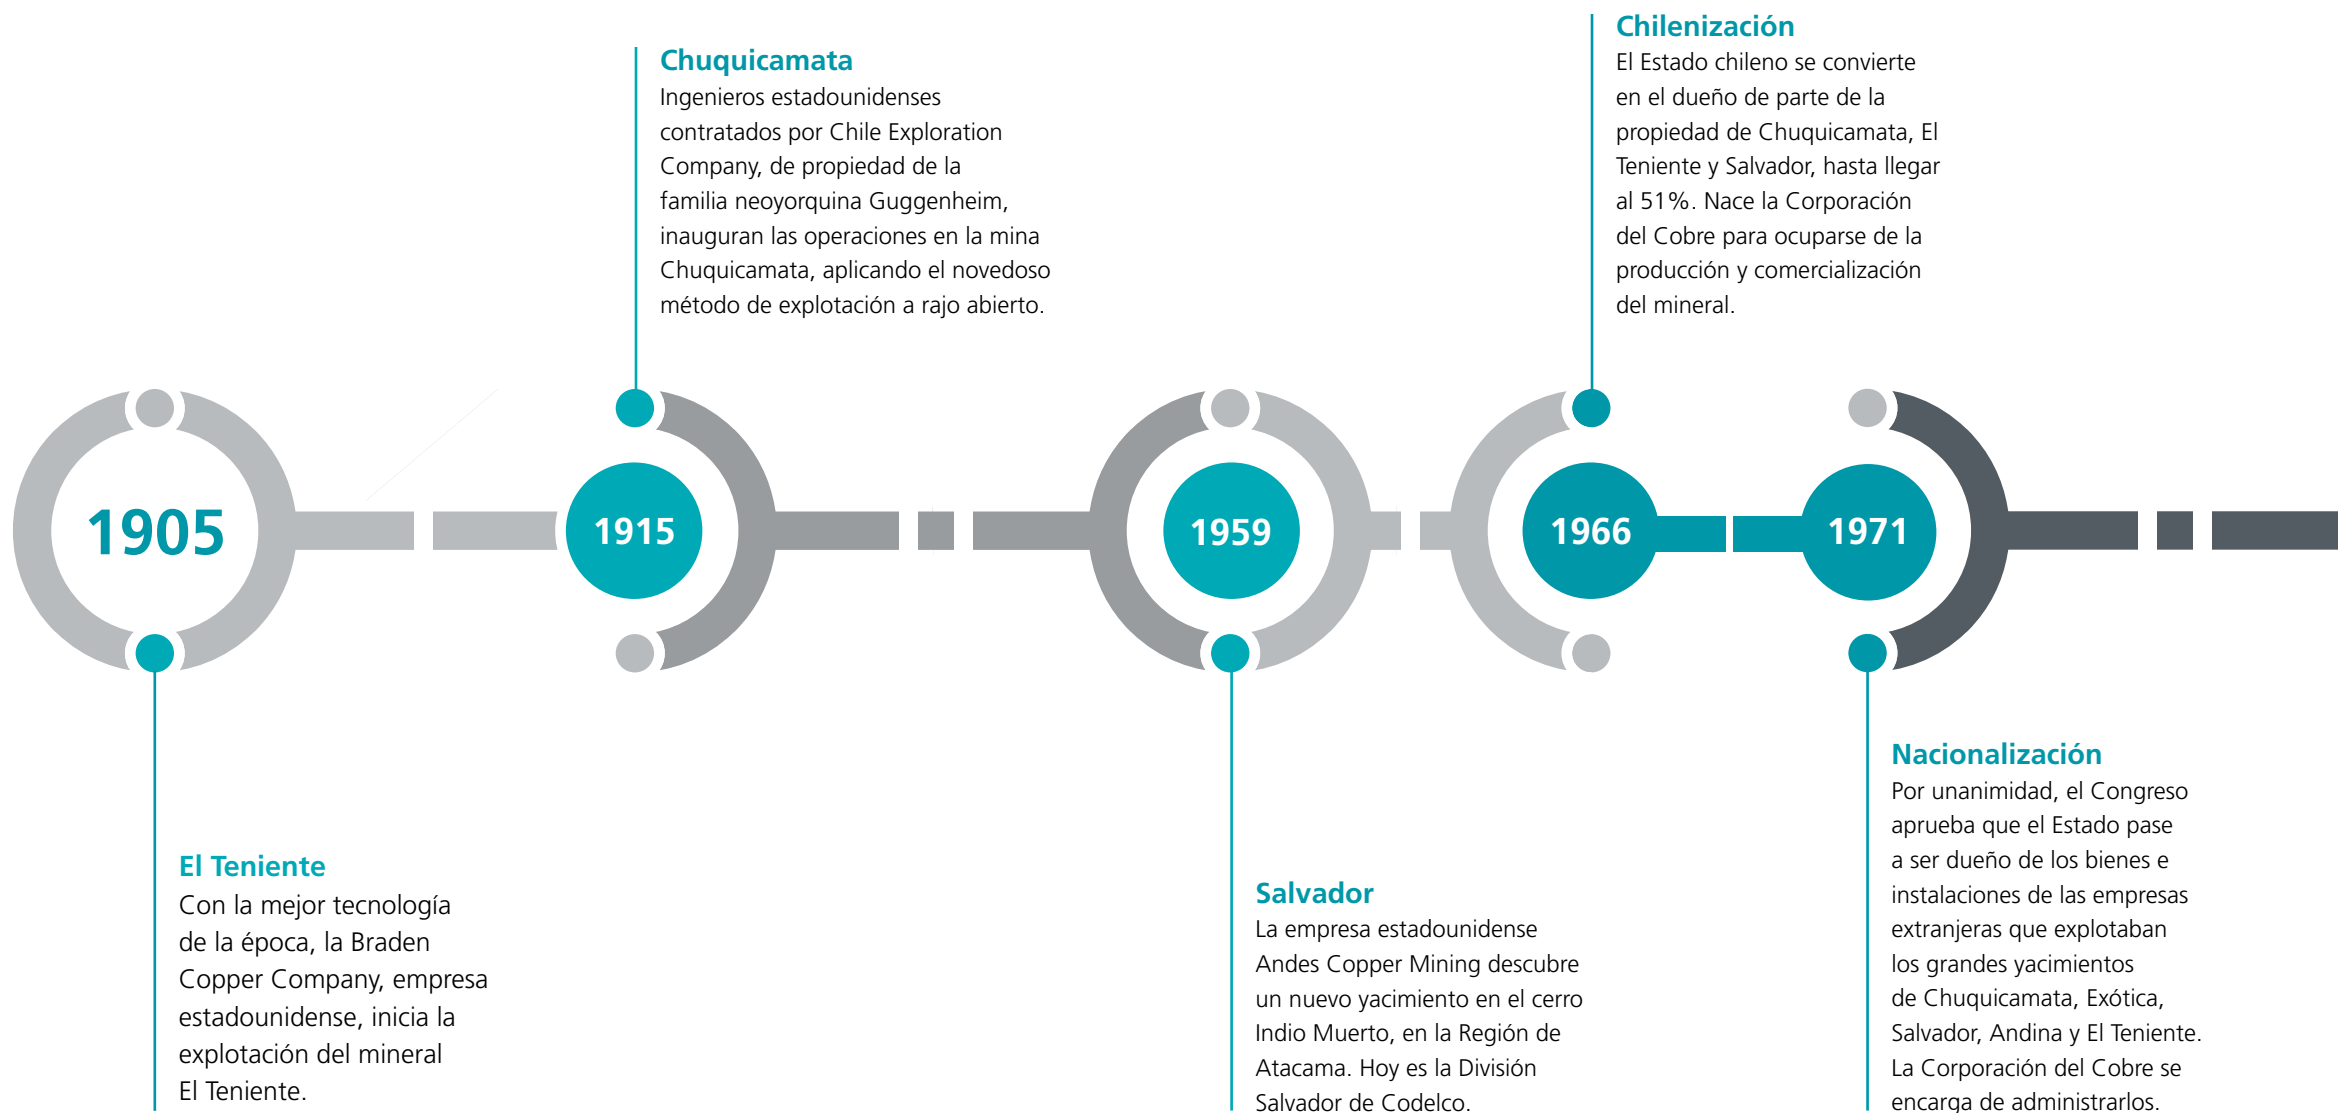 1905
El Teniente
Con la mejor tecnología
de la época, la Braden
Copper Company, empresa
estadounidense, inicia la
explotación del mineral
El Teniente.
Chuquicamata
Ingenieros estadounidenses
contratados por Chile Exploration
Company, de propiedad de la
familia neoyorquina Guggenheim,
inauguran las operaciones en la mina
Chuquicamata, aplicando el novedoso
método de explotación a rajo abierto.
1915
1959
Salvador
La empresa estadounidense
Andes Copper Mining descubre
un nuevo yacimiento en el cerro
Indio Muerto, en la Región de
Atacama. Hoy es la División
Salvador de Codelco.
Chilenización
El Estado chileno se convierte
en el dueño de parte de la
propiedad de Chuquicamata, El
Teniente y Salvador, hasta llegar
al 51%. Nace la Corporación
del Cobre para ocuparse de la
producción y comercialización
del mineral.
1966
1971
Nacionalización
Por unanimidad, el Congreso
aprueba que el Estado pase
a ser dueño de los bienes e
instalaciones de las empresas
extranjeras que explotaban
los grandes yacimientos
de Chuquicamata, Exótica,
Salvador, Andina y El Teniente.
La Corporación del Cobre se
encarga de administrarlos.